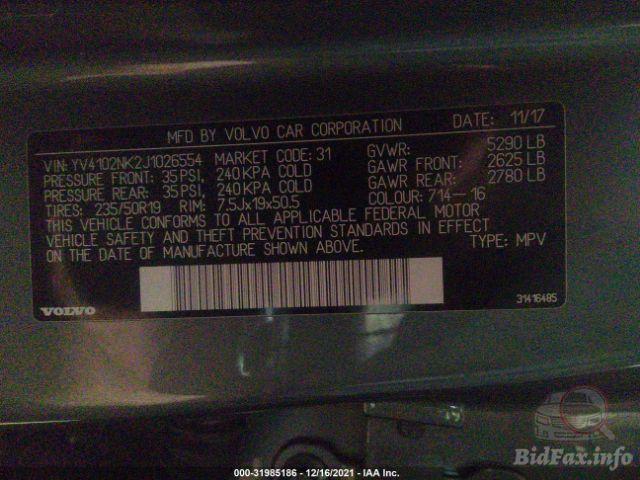 MFD BY VOLVO CAR CORPORATION DATE: 11/17
VIN: YV4102NK2J1026554 MARKET CODE: 31 GVWR: 5290 LB
PRESSURE FRONT: 35 PSI, 240 KPA COLD GAWR FRONT: 2625 LB
PRESSURE REAR: 35 PSI, 240 KPA COLD GAWR REAR: 2780 LB
TIRES: 235/50R19 RIM: 7.5Jx19x50.5 COLOUR: 714-16
THIS VEHICLE CONFORMS TO ALL APPLICABLE FEDERAL MOTOR
VEHICLE SAFETY AND THEFT PREVENTION STANDARDS IN EFFECT
ON THE DATE OF MANUFACTURE SHOWN ABOVE. TYPE: MPV
VOLVO 31416485
BidFax.info
000-31985186 - 12/16/2021 - IAA Inc.